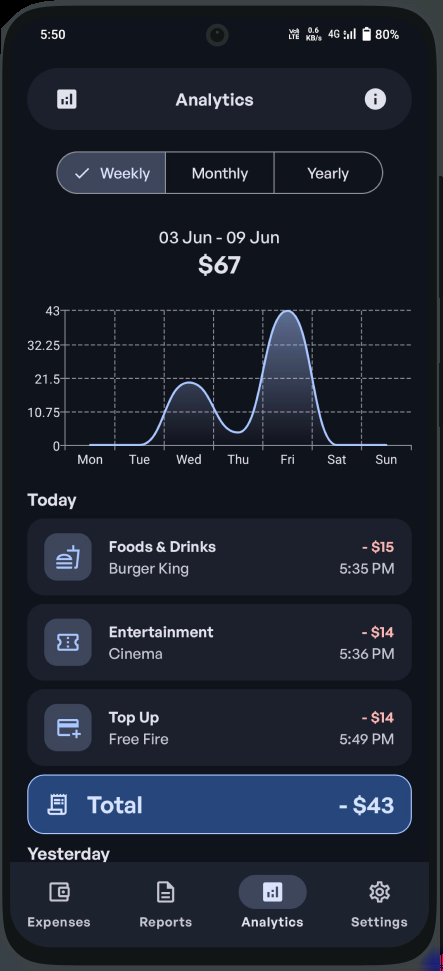 5:50 Vo) LTE 0.6 KB/s 4G 80%
Analytics
Weekly Monthly Yearly
03 Jun - 09 Jun
$67
43
32.25
21.5
10.75
0
Mon Tue Wed Thu Fri Sat Sun
Today
Foods & Drinks - $15
Burger King 5:35 PM
Entertainment - $14
Cinema 5:36 PM
Top Up - $14
Free Fire 5:49 PM
Total - $43
Yesterday
Expenses Reports Analytics Settings